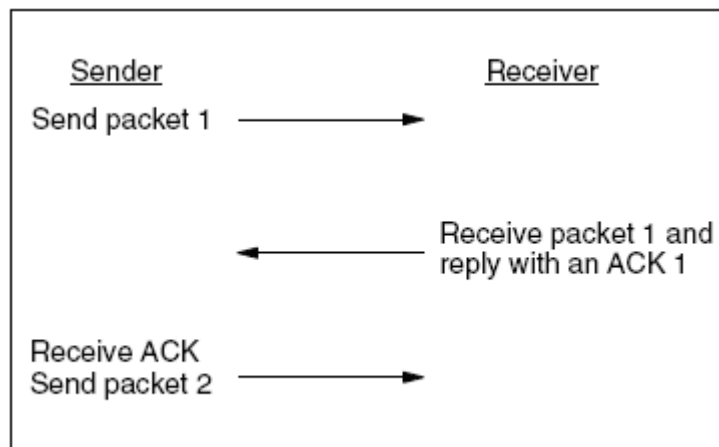 Sender
Receiver
Send packet 1
Receive packet 1 and
reply with an ACK 1
Receive ACK
Send packet 2